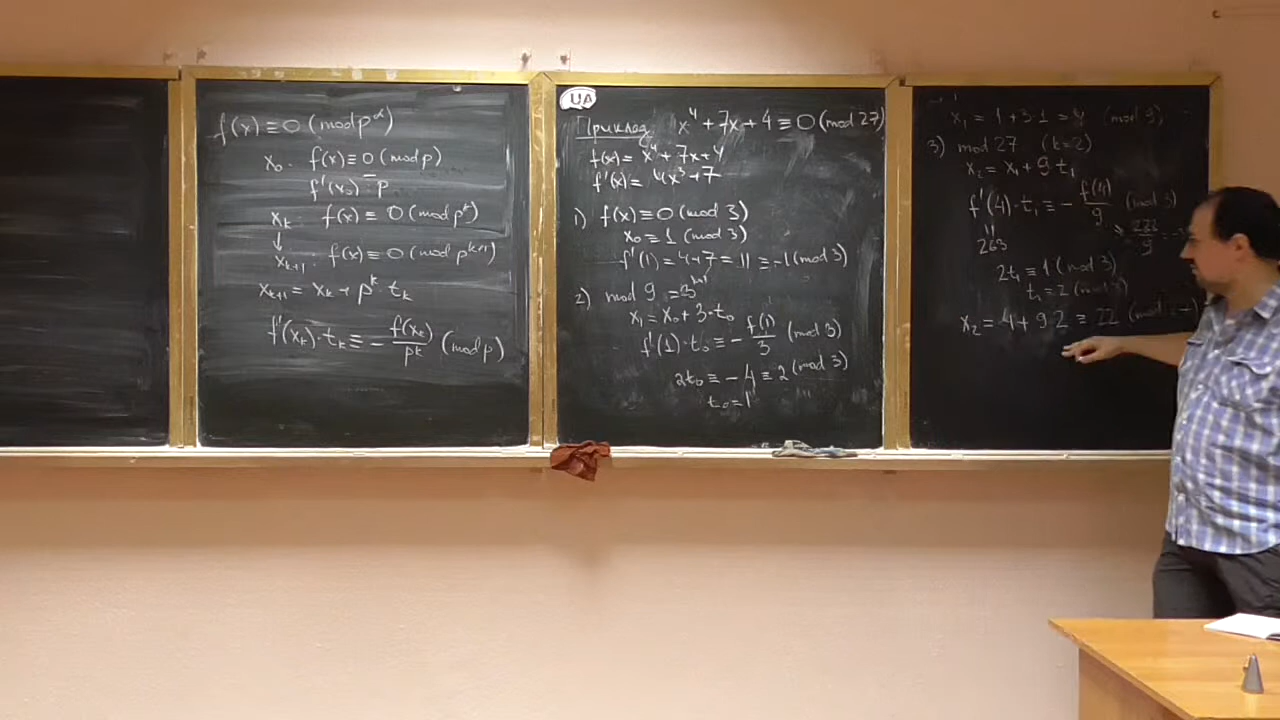 f(x) ≡ 0 (mod p^α)
x₀. f(x) ≡ 0 (mod p)
f'(x₀) ⋮ p
x_k. f(x) ≡ 0 (mod p^k)
↓
x_{k+1}. f(x) ≡ 0 (mod p^{k+1})
x_{k+1} = x_k + p^k · t_k
f'(x_k) · t_k ≡ - f(x_k)/p^k (mod p)
UA
Приклад x⁴ + 7x + 4 ≡ 0 (mod 27)
f(x) = x⁴ + 7x + 4
f'(x) = 4x³ + 7
1) f(x) ≡ 0 (mod 3)
x₀ ≡ 1 (mod 3)
f'(1) = 4 + 7 = 11 ≡ -1 (mod 3)
2) mod 9 = 3^{k+1}
x₁ = x₀ + 3 · t₀
f'(1) · t₀ ≡ - f(1)/3 (mod 3)
2t₀ ≡ - 4 ≡ 2 (mod 3)
t₀ = 1
x₁ = 1 + 3 · 1 = 4 (mod 9)
3) mod 27 (k=2)
x₂ = x₁ + 9 · t₁
f'(4) · t₁ ≡ - f(4)/9 (mod 3)
||
263
9
2t₁ ≡ 1 (mod 3)
t₁ = 2 (mod
x₂ = 4 + 9·2 ≡ 22 (mod